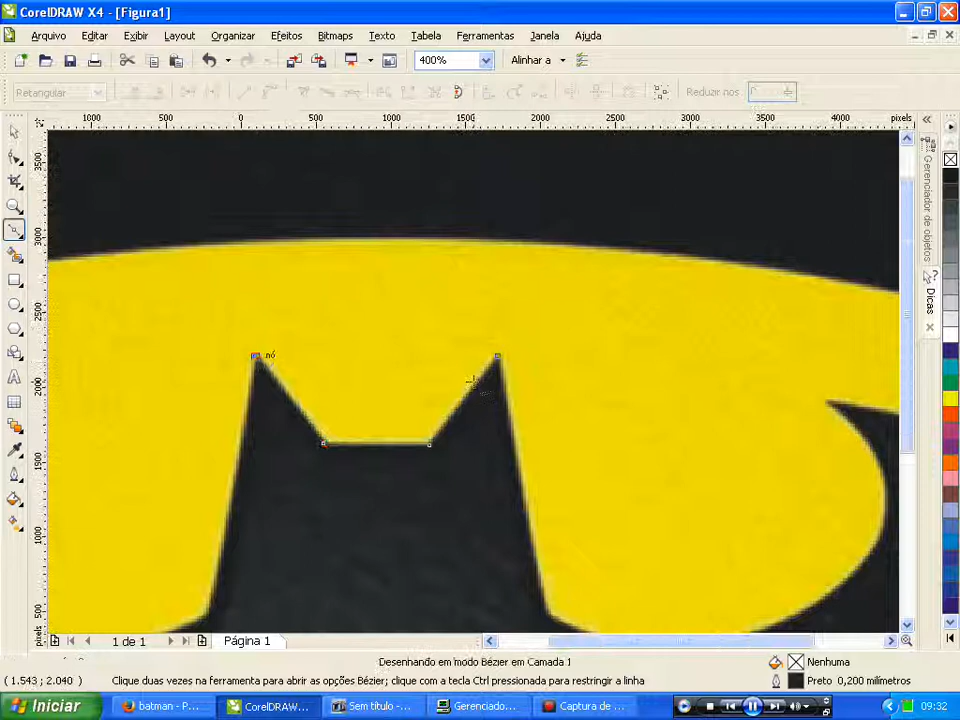 CorelDRAW X4 - [Figura1]
Arquivo Editar Exibir Layout Organizar Efeitos Bitmaps Texto Tabela Ferramentas Janela Ajuda
400% Alinhar a
Retangular Reduzir nós
1000 500 0 500 1000 1500 2000 2500 3000 3500 4000 pixels
3500
3000
2500
2000
1500
1000
500
pixels
nó
Gerenciador de objetos
Dicas
1 de 1 Página 1
Desenhando em modo Bézier em Camada 1
Nenhuma
(1.543 ; 2.040 ) Clique duas vezes na ferramenta para abrir as opções Bézier; clique com a tecla Ctrl pressionada para restringir a linha
Preto 0,200 milímetros
Iniciar batman - P... CorelDRAW... Sem título -... Gerenciado... Captura de ... 09:32